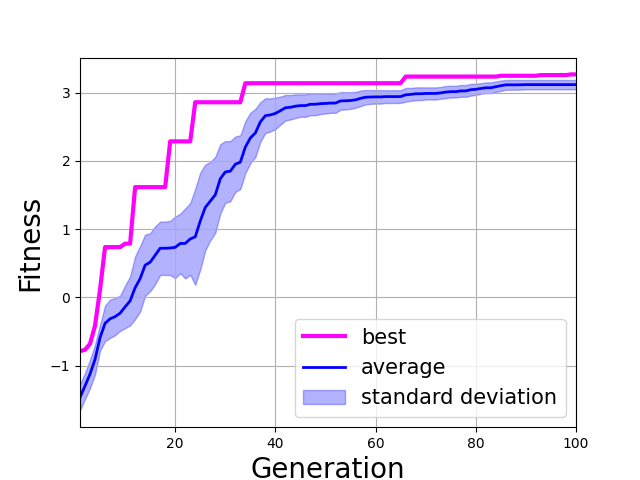 3
2
1
0
−1
Fitness
best
average
standard deviation
20 40 60 80 100
Generation